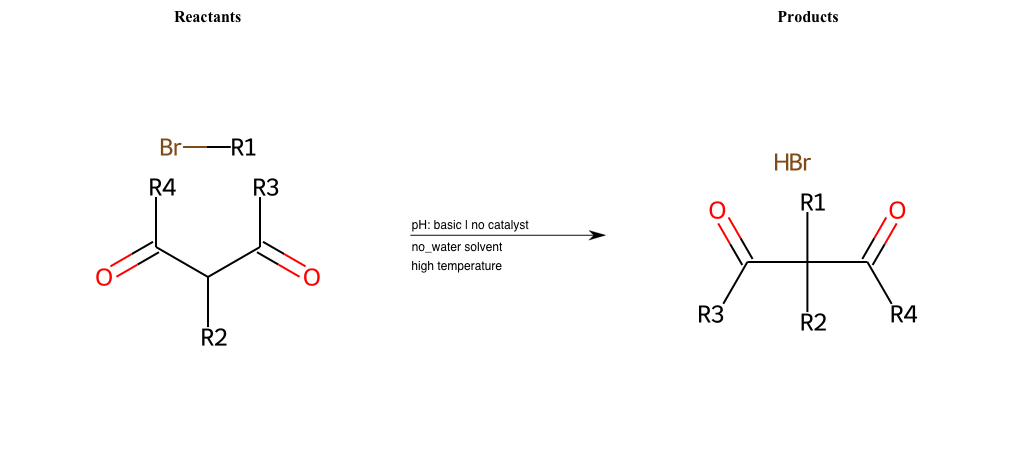 Reactants
Products
Br R1
R4 R3
O O
R2
pH: basic | no catalyst
no_water solvent
high temperature
HBr
O R1 O
R3 R2 R4